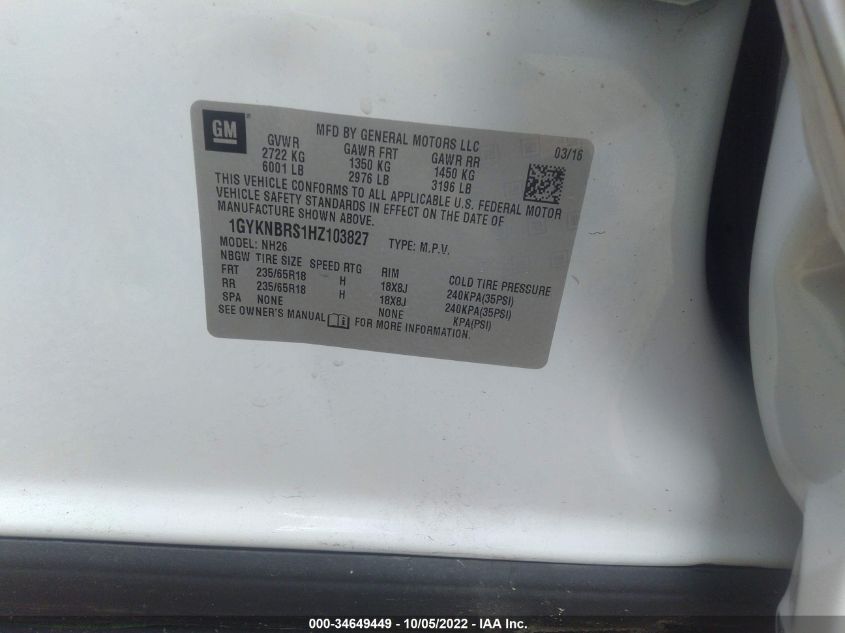 GM
MFD BY GENERAL MOTORS LLC 03/16
GVWR GAWR FRT GAWR RR
2722 KG 1350 KG 1450 KG
6001 LB 2976 LB 3196 LB
THIS VEHICLE CONFORMS TO ALL APPLICABLE U.S. FEDERAL MOTOR
VEHICLE SAFETY STANDARDS IN EFFECT ON THE DATE OF
MANUFACTURE SHOWN ABOVE.
1GYKNBRS1HZ103827 TYPE: M.P.V.
MODEL: NH26
NBGW TIRE SIZE SPEED RTG RIM COLD TIRE PRESSURE
FRT 235/65R18 H 18X8J 240KPA(35PSI)
RR 235/65R18 H 18X8J 240KPA(35PSI)
SPA NONE NONE KPA(PSI)
SEE OWNER'S MANUAL FOR MORE INFORMATION.
000-34649449 - 10/05/2022 - IAA Inc.